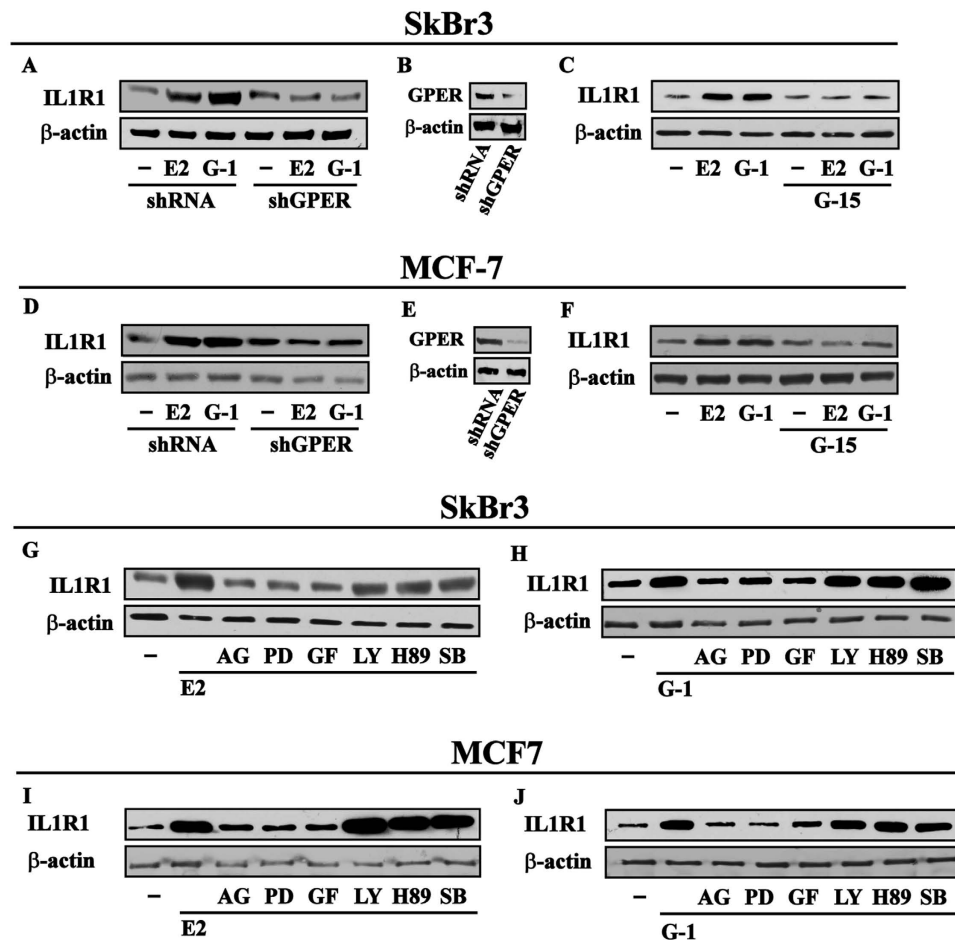 SkBr3
A B C
IL1R1 GPER IL1R1
β-actin β-actin β-actin
– E2 G-1 – E2 G-1 shRNA shGPER – E2 G-1 – E2 G-1
shRNA shGPER G-15
MCF-7
D E F
IL1R1 GPER IL1R1
β-actin β-actin β-actin
– E2 G-1 – E2 G-1 shRNA shGPER – E2 G-1 – E2 G-1
shRNA shGPER G-15
SkBr3
G H
IL1R1 IL1R1
β-actin β-actin
– AG PD GF LY H89 SB – AG PD GF LY H89 SB
E2 G-1
MCF7
I J
IL1R1 IL1R1
β-actin β-actin
– AG PD GF LY H89 SB – AG PD GF LY H89 SB
E2 G-1